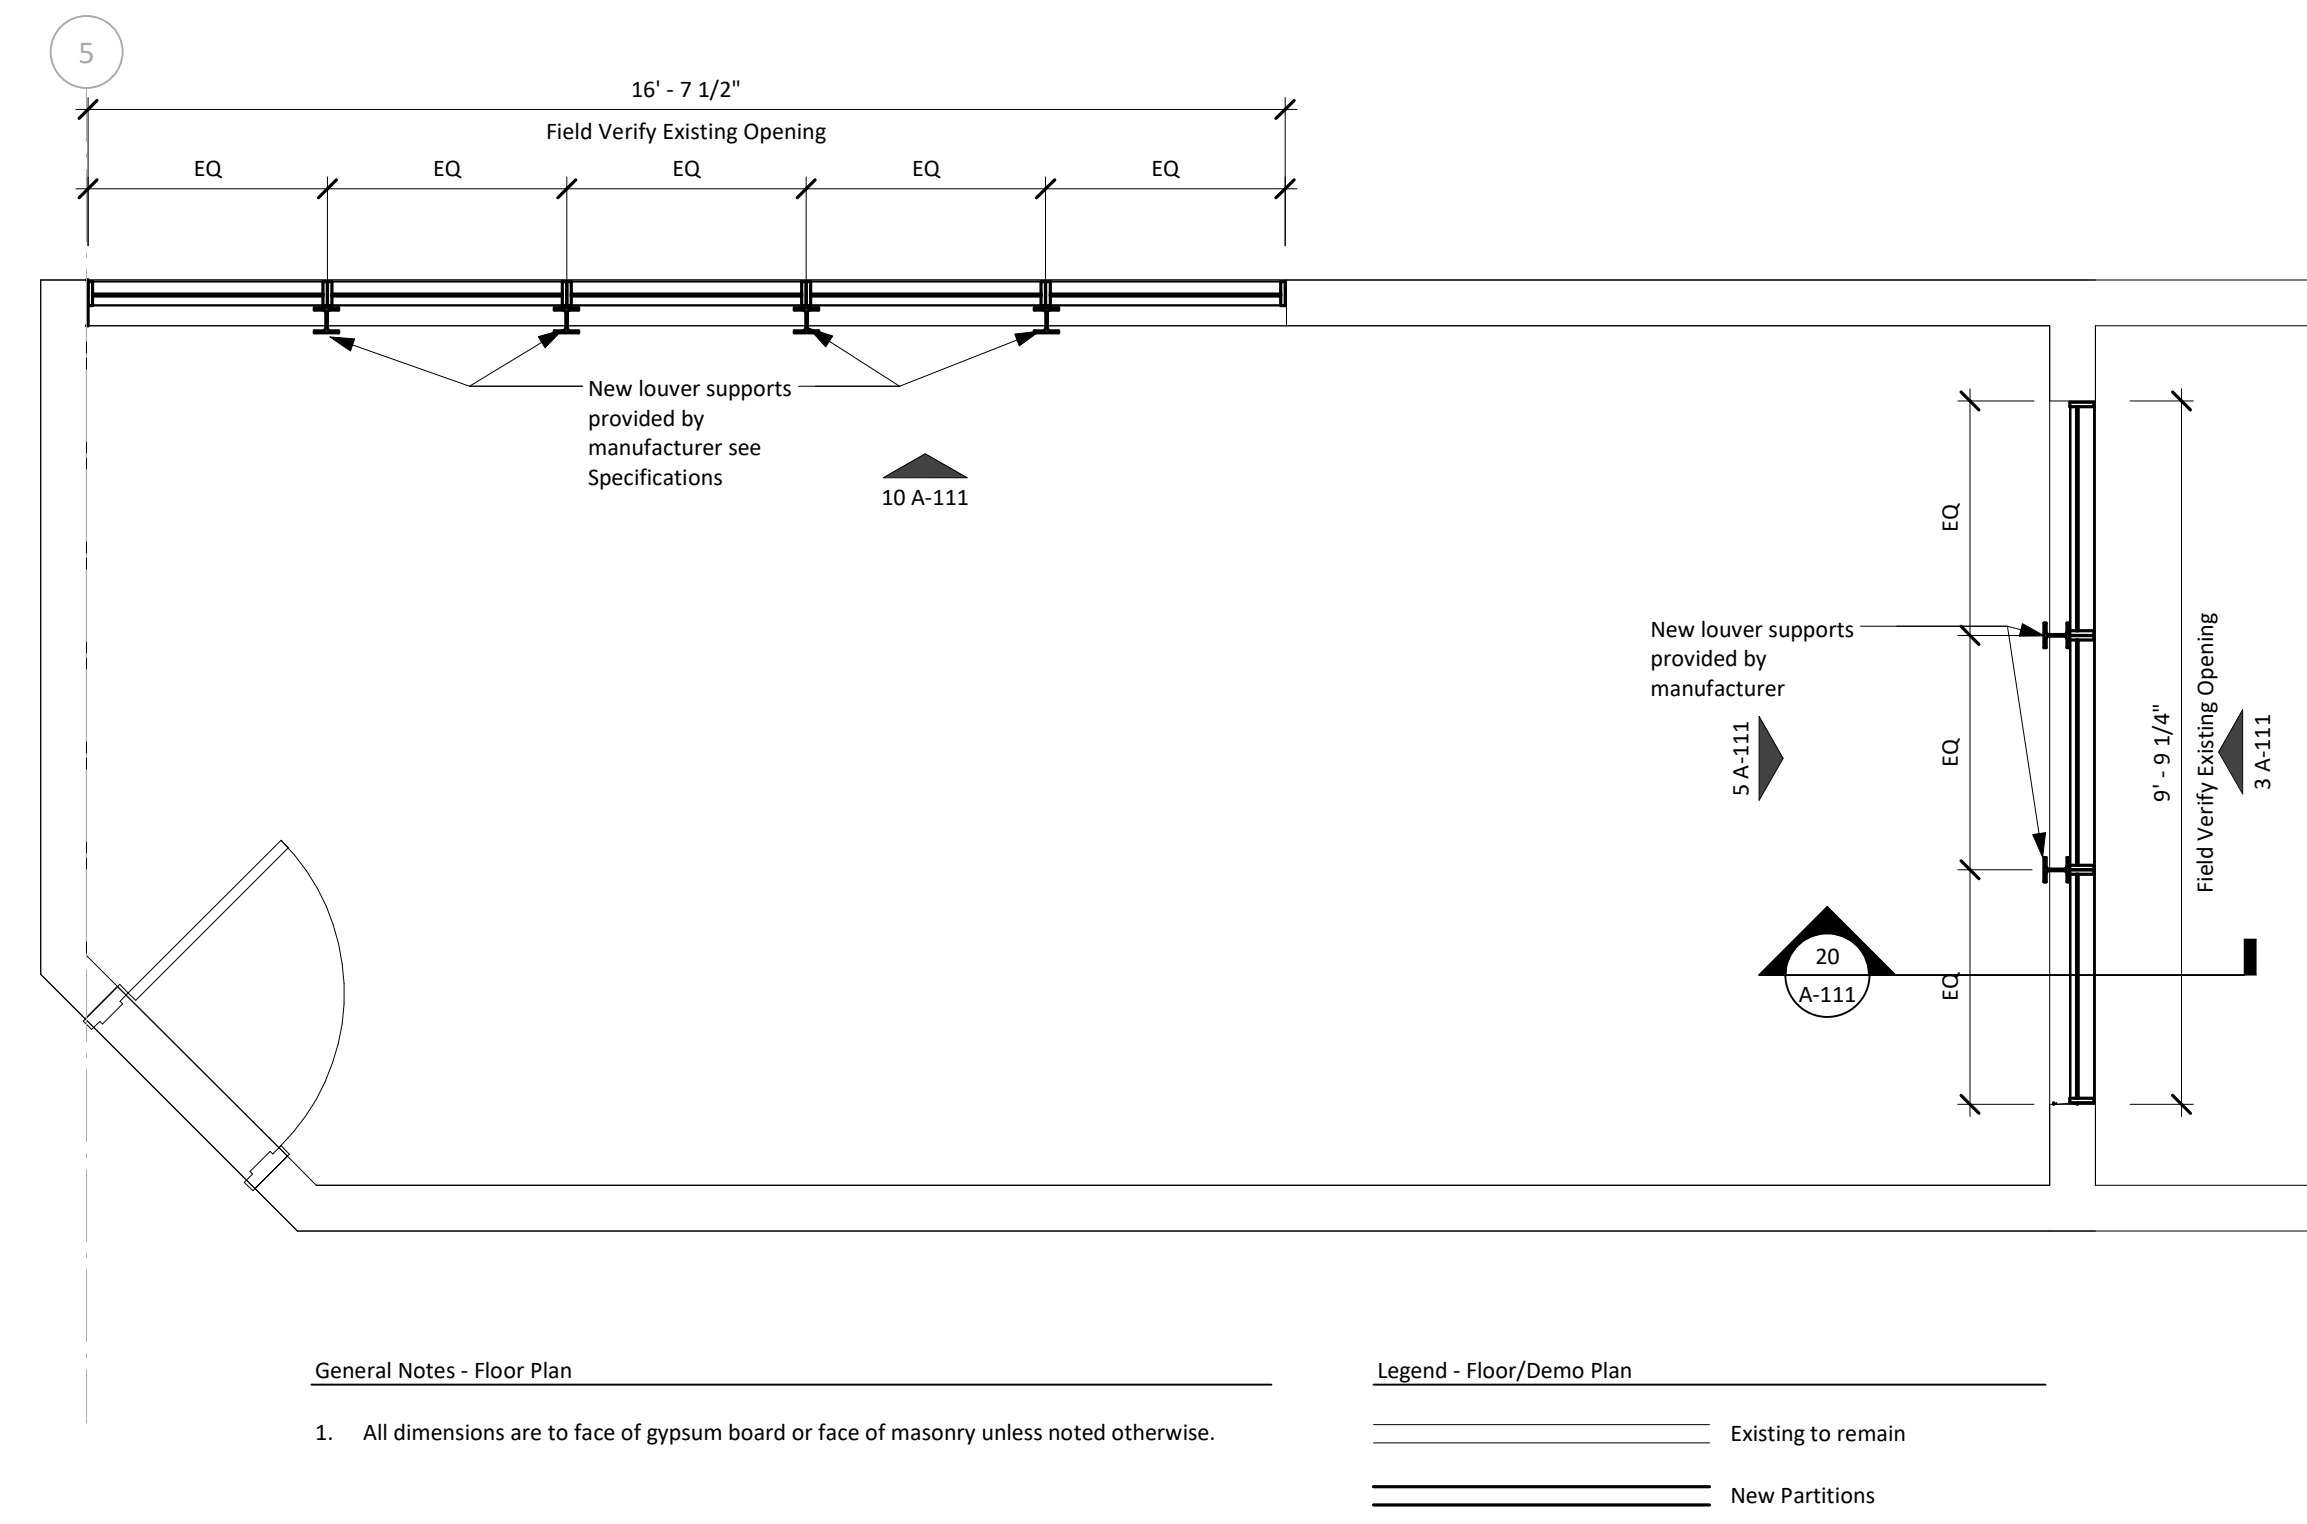 5
16' - 7 1/2"
Field Verify Existing Opening
EQ EQ EQ EQ EQ
New louver supports
provided by
manufacturer see
Specifications
10 A-111
EQ
New louver supports
provided by
manufacturer
5 A-111
EQ
9' - 9 1/4"
Field Verify Existing Opening
3 A-111
20
A-111
EQ
General Notes - Floor Plan
1. All dimensions are to face of gypsum board or face of masonry unless noted otherwise.
Legend - Floor/Demo Plan
Existing to remain
New Partitions